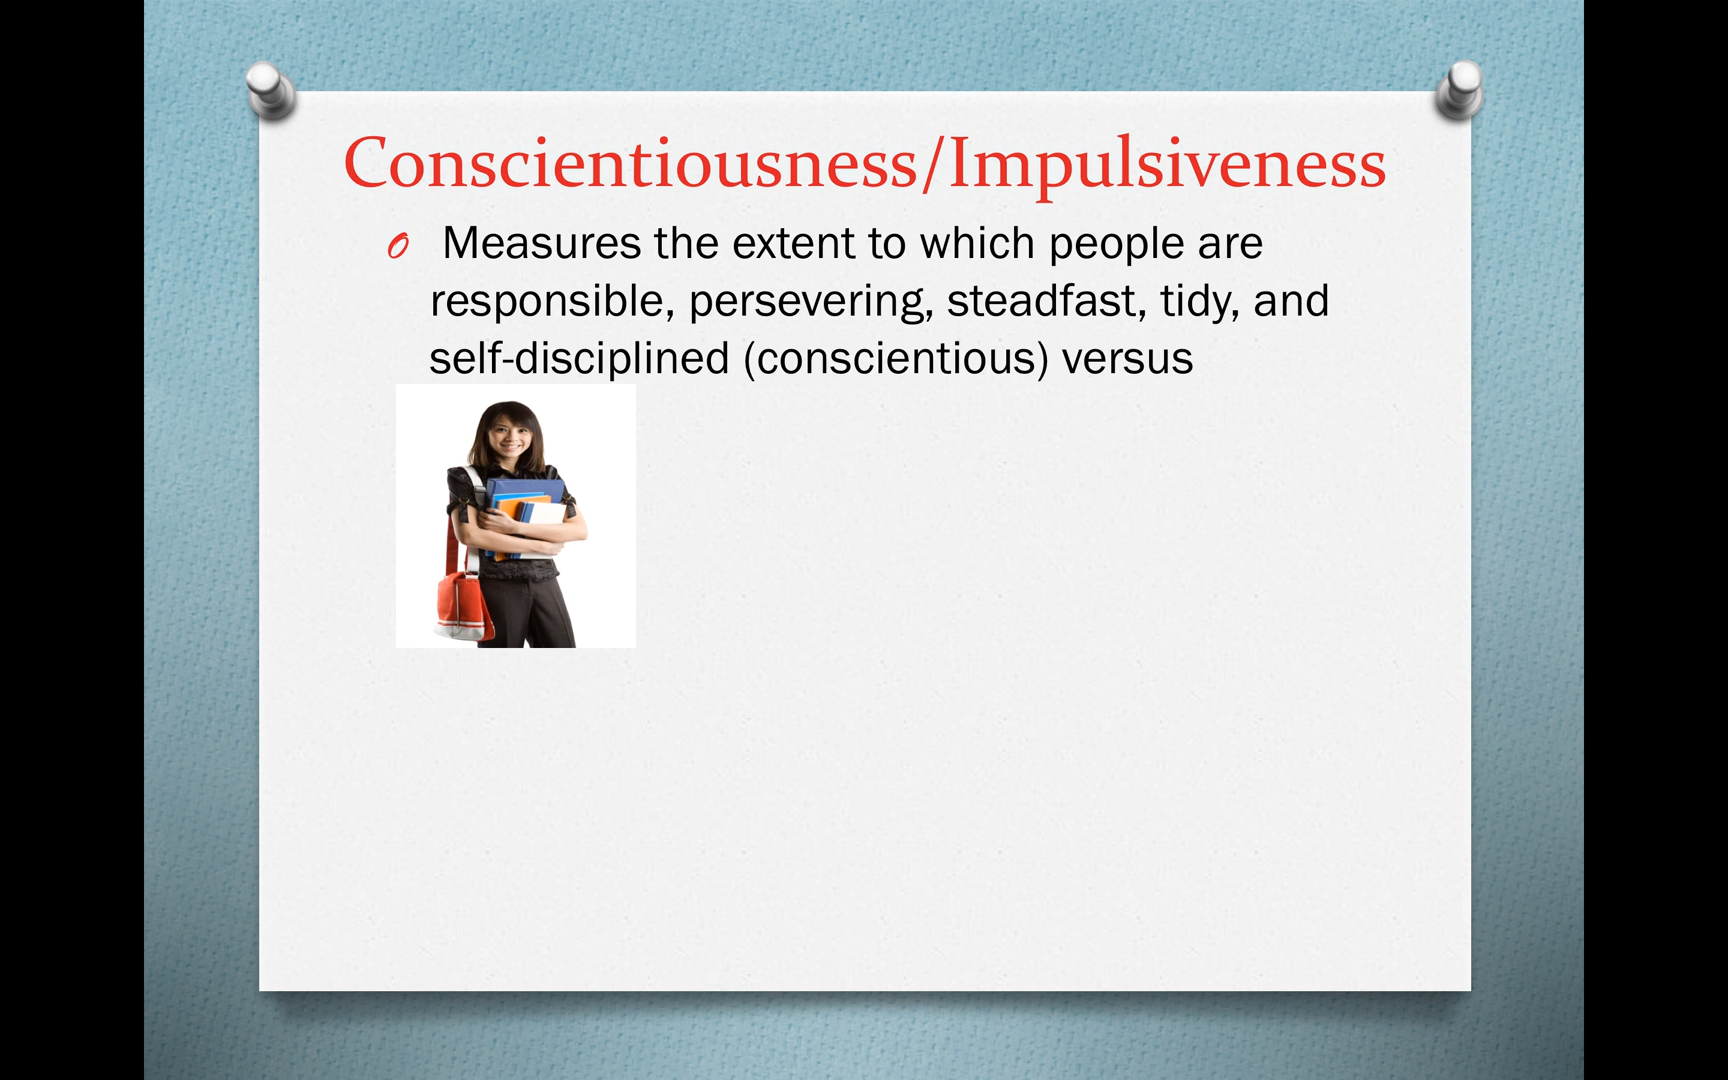 Conscientiousness/Impulsiveness
Measures the extent to which people are
responsible, persevering, steadfast, tidy, and
self-disciplined (conscientious) versus